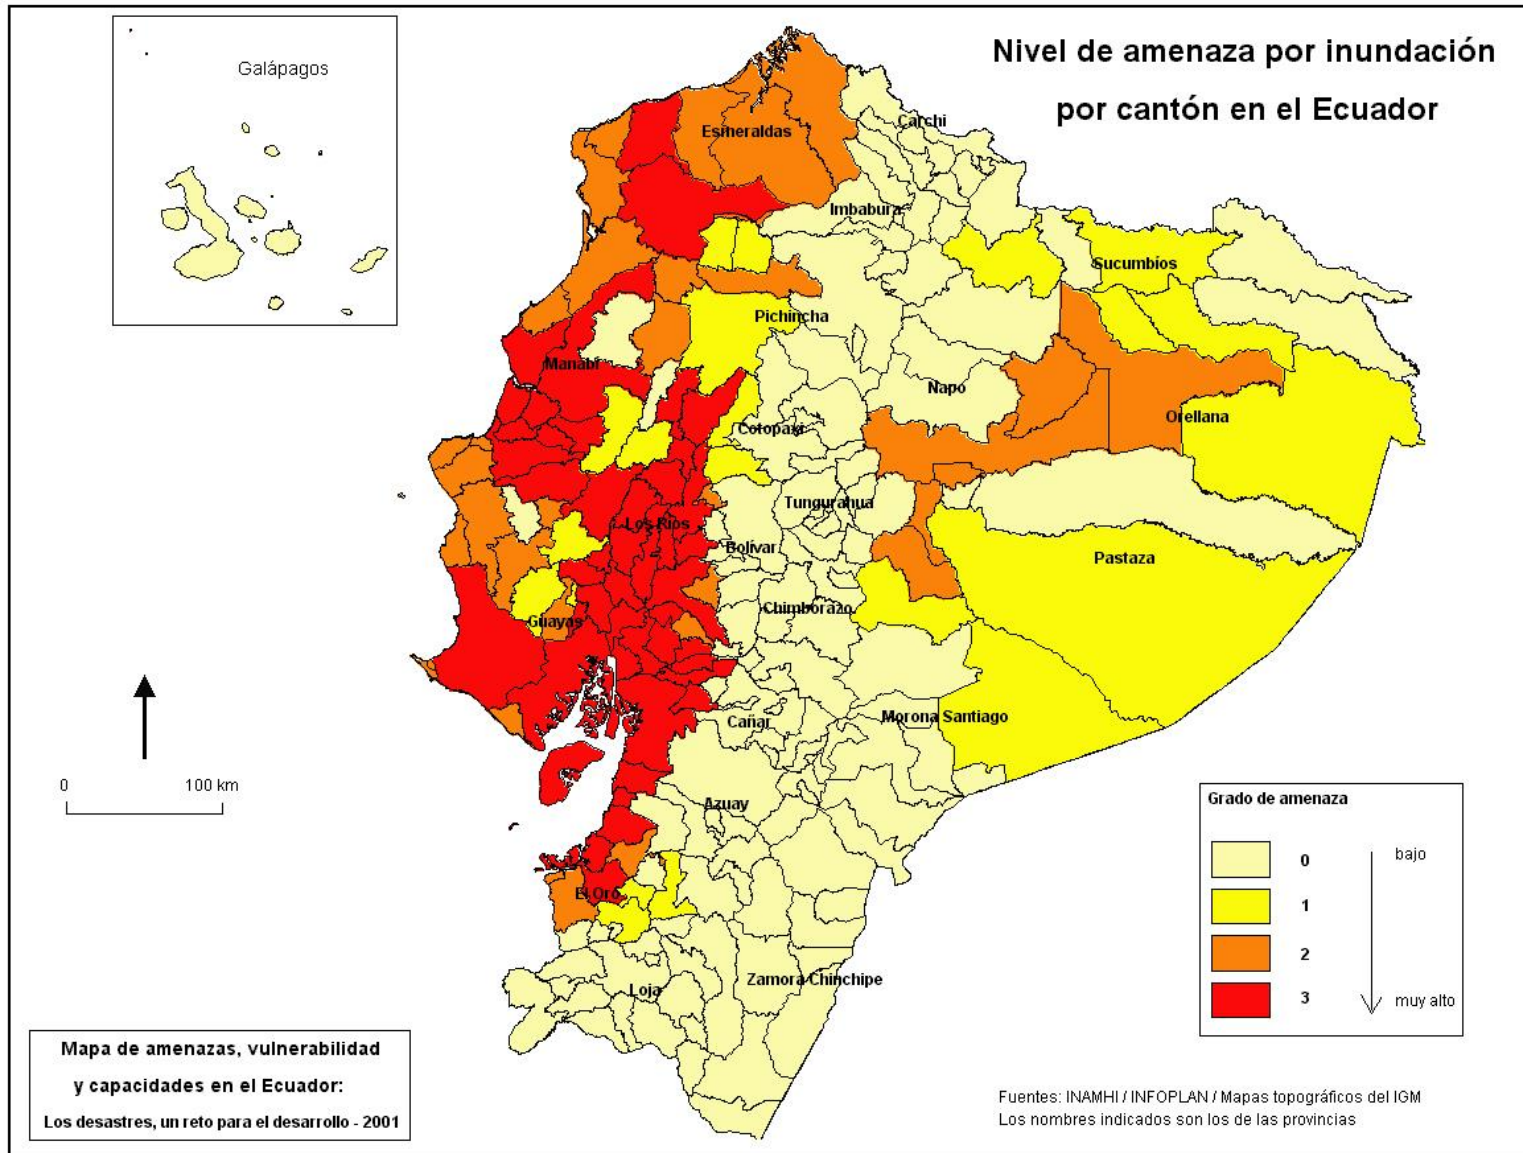 Nivel de amenaza por inundación
por cantón en el Ecuador
Galápagos
Esmeraldas
Carchi
Imbabura
Sucumbíos
Pichincha
Manabí
Napo
Orellana
Cotopaxi
Tungurahua
Los Ríos
Bolívar
Pastaza
Chimborazo
Guayas
Cañar
Morona Santiago
Azuay
El Oro
Zamora Chinchipe
Loja
0 100 km
Grado de amenaza
0 bajo
1
2
3 muy alto
Mapa de amenazas, vulnerabilidad
y capacidades en el Ecuador:
Los desastres, un reto para el desarrollo - 2001
Fuentes: INAMHI / INFOPLAN / Mapas topográficos del IGM
Los nombres indicados son los de las provincias